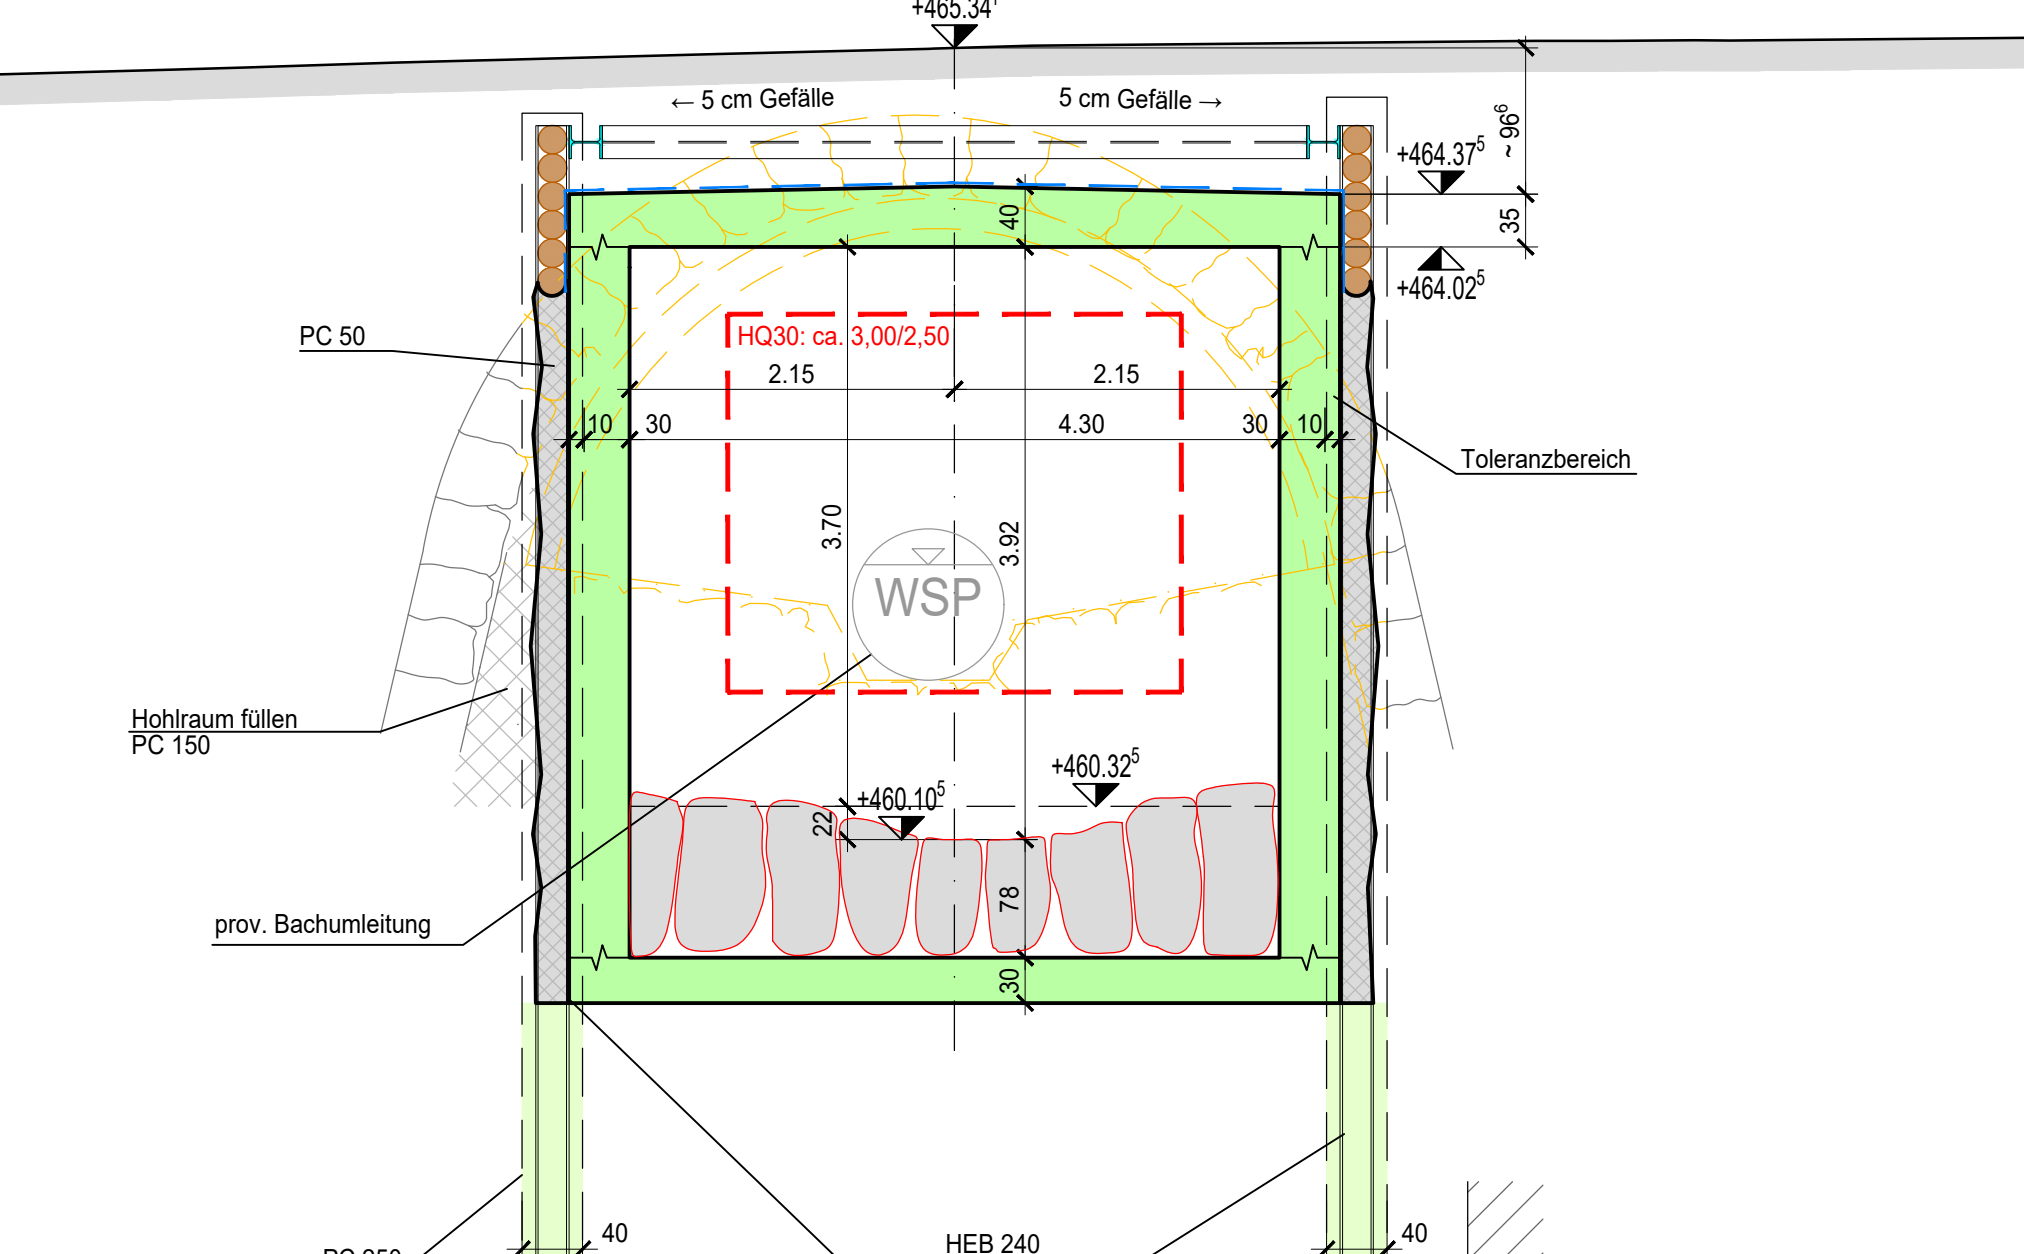 +465.34¹
← 5 cm Gefälle
5 cm Gefälle →
~ 96⁶
+464.37⁵
40
35
+464.02⁵
PC 50
HQ30: ca. 3,00/2,50
2.15
2.15
10
30
4.30
30
10
Toleranzbereich
3.70
3.92
WSP
Hohlraum füllen
PC 150
+460.32⁵
+460.10⁵
22
78
prov. Bachumleitung
30
40
HEB 240
40